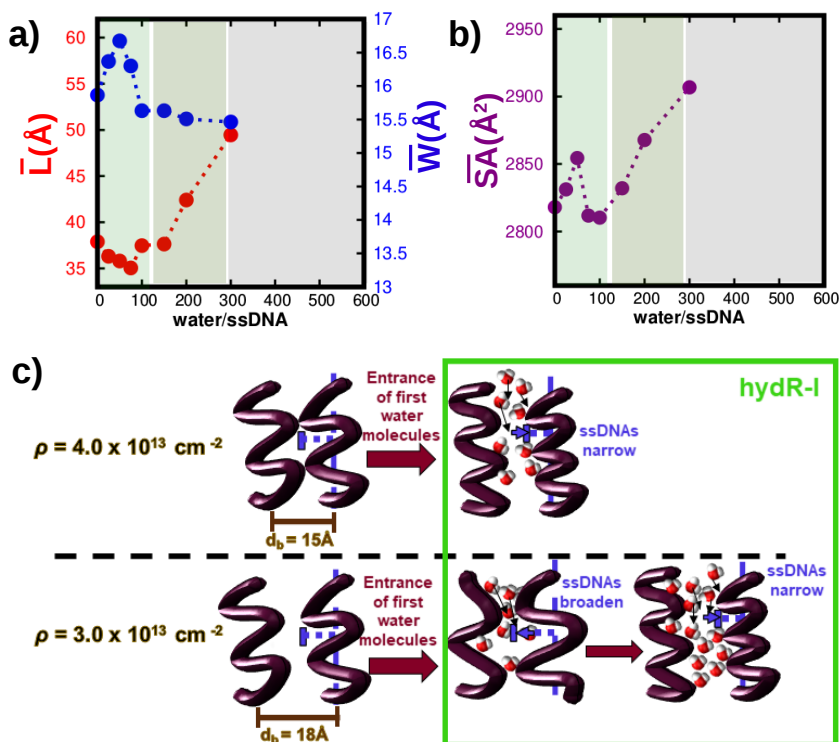 a)
60
55
50
45
40
35
L̅(Å)
17
16.5
16
15.5
15
14.5
14
13.5
13
W̅(Å)
0 100 200 300 400 500 600
water/ssDNA
b)
2950
2900
2850
2800
S̅A̅(Å²)
0 100 200 300 400 500 600
water/ssDNA
c)
hydR-I
ρ = 4.0 x 10¹³ cm ⁻²
Entrance
of first
water
molecules
ssDNAs
narrow
d_b = 15Å
ρ = 3.0 x 10¹³ cm ⁻²
Entrance
of first
water
molecules
ssDNAs
broaden
ssDNAs
narrow
d_b = 18Å